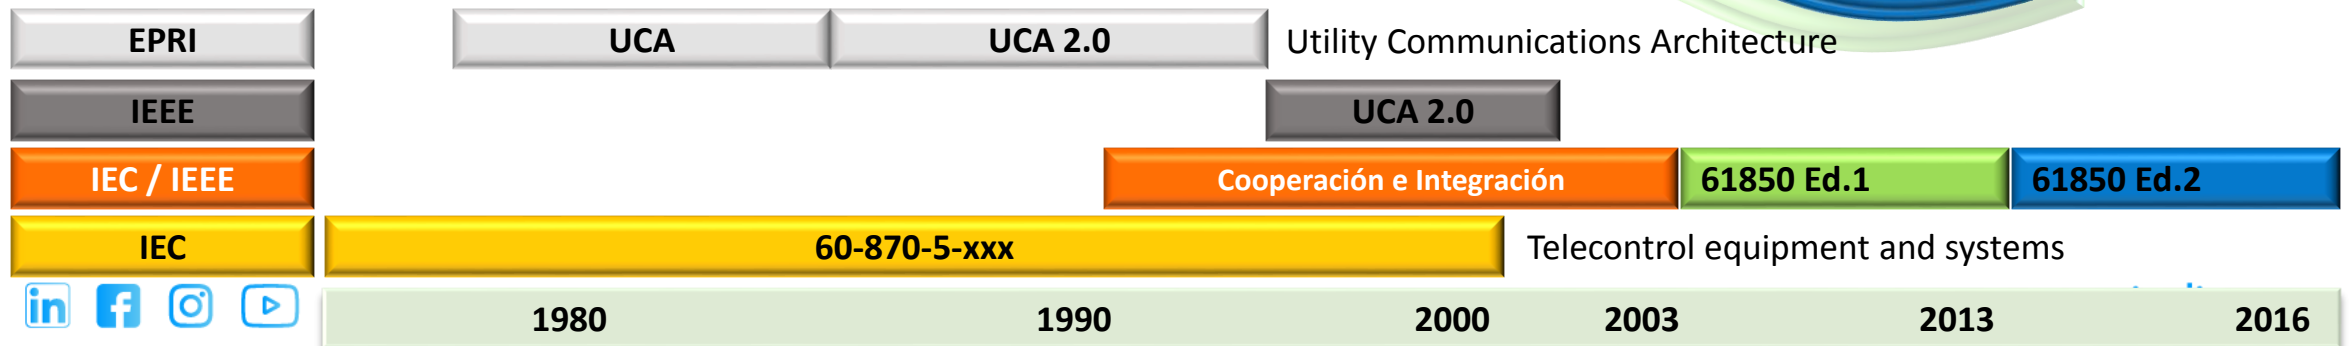 EPRI UCA UCA 2.0 Utility Communications Architecture
IEEE UCA 2.0
IEC / IEEE Cooperación e Integración 61850 Ed.1 61850 Ed.2
IEC 60-870-5-xxx Telecontrol equipment and systems
in f
1980 1990 2000 2003 2013 2016